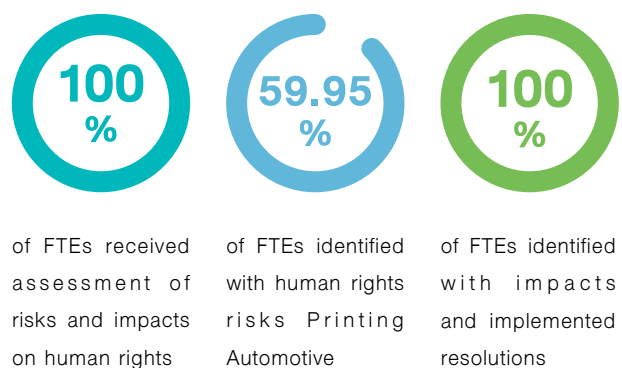 100
%
of FTEs received
assessment of
risks and impacts
on human rights
59.95
%
of FTEs identified
with human rights
risks Printing
Automotive
100
%
of FTEs identified
with impacts
and implemented
resolutions